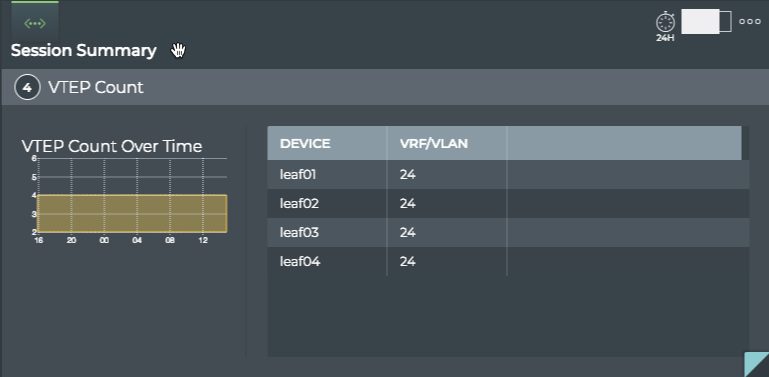 24H
Session Summary
4 VTEP Count
VTEP Count Over Time
6
5
4
3
2
16 20 00 04 08 12
DEVICE VRF/VLAN
leaf01 24
leaf02 24
leaf03 24
leaf04 24